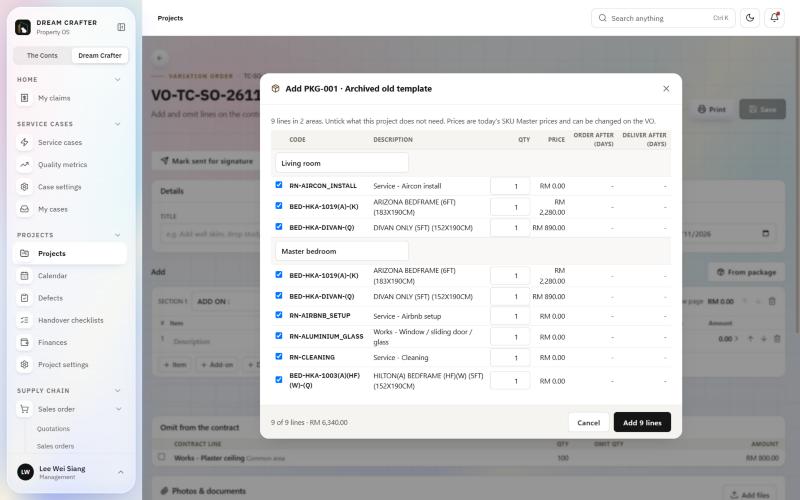 DREAM CRAFTER
Property OS
The Conts
Dream Crafter
HOME
My claims
SERVICE CASES
Service cases
Quality metrics
Case settings
My cases
PROJECTS
Projects
Calendar
Defects
Handover checklists
Finances
Project settings
SUPPLY CHAIN
Sales order
Quotations
Sales orders
LW
Lee Wei Siang
Management
Projects
Search anything
Ctrl K
VARIATION ORDER · TC-SO
VO-TC-SO-2611
Add and omit lines on the
Print
Save
Mark sent for signature
Details
TITLE
e.g. Add well skim, drop
11/2026
Add
From package
SECTION 1
ADD ON :
page RM 0.00
# Item
Amount
1 Description
0.00
+ Item
+ Add-on
Add PKG-001 · Archived old template
9 lines in 2 areas. Untick what this project does not need. Prices are today's SKU Master prices and can be changed on the VO.
CODE DESCRIPTION QTY PRICE ORDER AFTER (DAYS) DELIVER AFTER (DAYS)
Living room
RN-AIRCON_INSTALL Service - Aircon install 1 RM 0.00 - -
BED-HKA-1019(A)-(K) ARIZONA BEDFRAME (6FT) (183X190CM) 1 RM 2,280.00 - -
BED-HKA-DIVAN-(Q) DIVAN ONLY (5FT) (152X190CM) 1 RM 890.00 - -
Master bedroom
BED-HKA-1019(A)-(K) ARIZONA BEDFRAME (6FT) (183X190CM) 1 RM 2,280.00 - -
BED-HKA-DIVAN-(Q) DIVAN ONLY (5FT) (152X190CM) 1 RM 890.00 - -
RN-AIRBNB_SETUP Service - Airbnb setup 1 RM 0.00 - -
RN-ALUMINIUM_GLASS Works - Window / sliding door / glass 1 RM 0.00 - -
RN-CLEANING Service - Cleaning 1 RM 0.00 - -
BED-HKA-1003(A)(HF)(W)-(Q) HILTON(A) BEDFRAME (HF)(W) (5FT) (152X190CM) 1 RM 0.00 - -
9 of 9 lines · RM 6,340.00
Cancel
Add 9 lines
Omit from the contract
CONTRACT LINE QTY OMIT QTY AMOUNT
Works - Plaster ceiling Common area 100 RM 800.00
Photos & documents
Add files